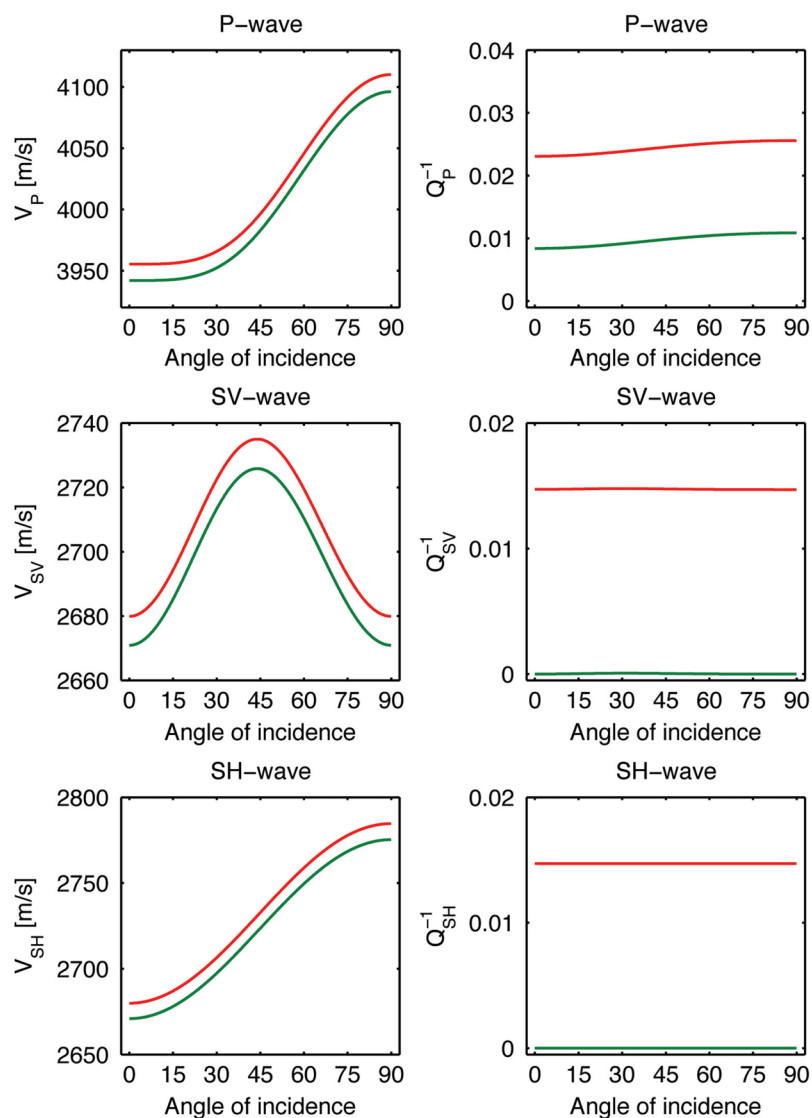 P−wave
V_P [m/s]
4100
4050
4000
3950
0 15 30 45 60 75 90
Angle of incidence
P−wave
Q_P^−1
0.04
0.03
0.02
0.01
0
0 15 30 45 60 75 90
Angle of incidence
SV−wave
V_SV [m/s]
2740
2720
2700
2680
2660
0 15 30 45 60 75 90
Angle of incidence
SV−wave
Q_SV^−1
0.02
0.01
0
0 15 30 45 60 75 90
Angle of incidence
SH−wave
V_SH [m/s]
2800
2750
2700
2650
0 15 30 45 60 75 90
Angle of incidence
SH−wave
Q_SH^−1
0.02
0.01
0
0 15 30 45 60 75 90
Angle of incidence